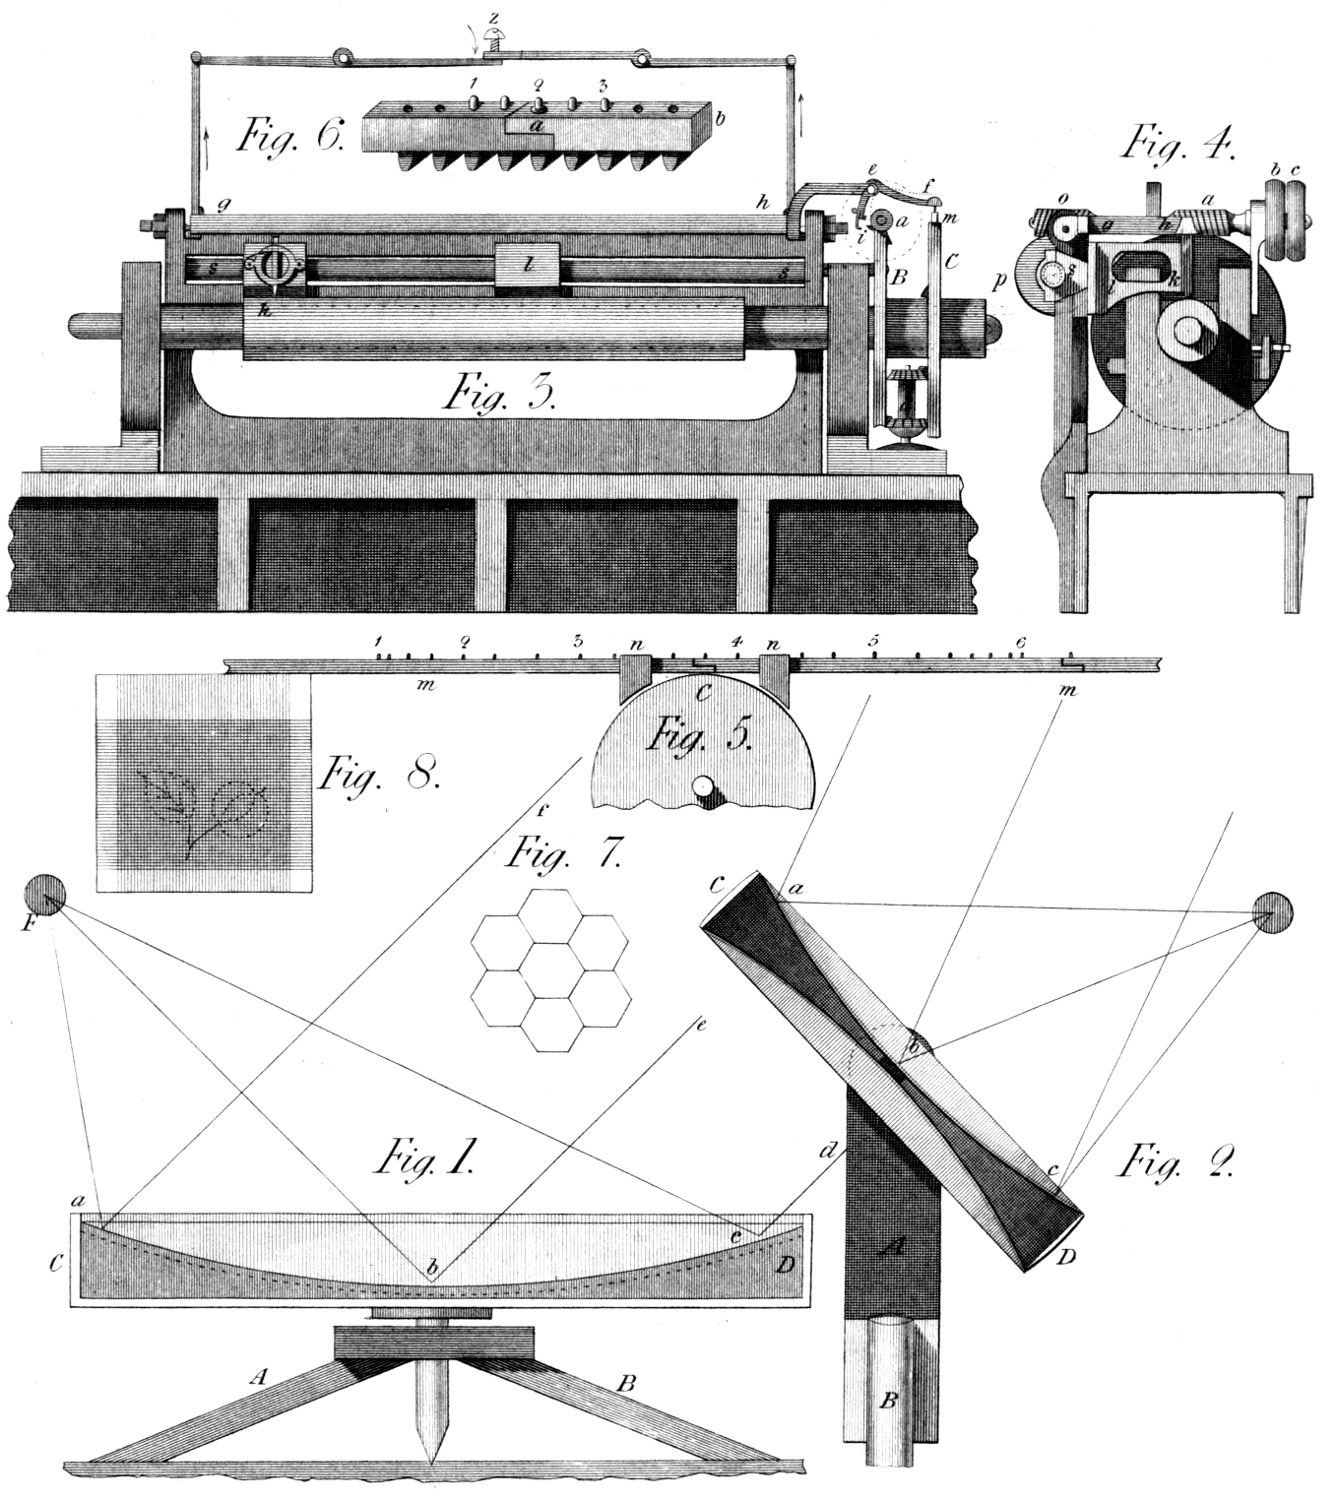 z
1 2 3
a b
Fig. 6.
Fig. 4.
b c
g h
e f
i a m
o g h a
s l s
B C
k
p s l k
Fig. 3.
d
1 2 3 n 4 n 5 6
m C m
Fig. 5.
Fig. 8.
f
Fig. 7.
F
C a
e
b
Fig. 1.
d
c
Fig. 2.
a
C b c D
A
D
A B
B